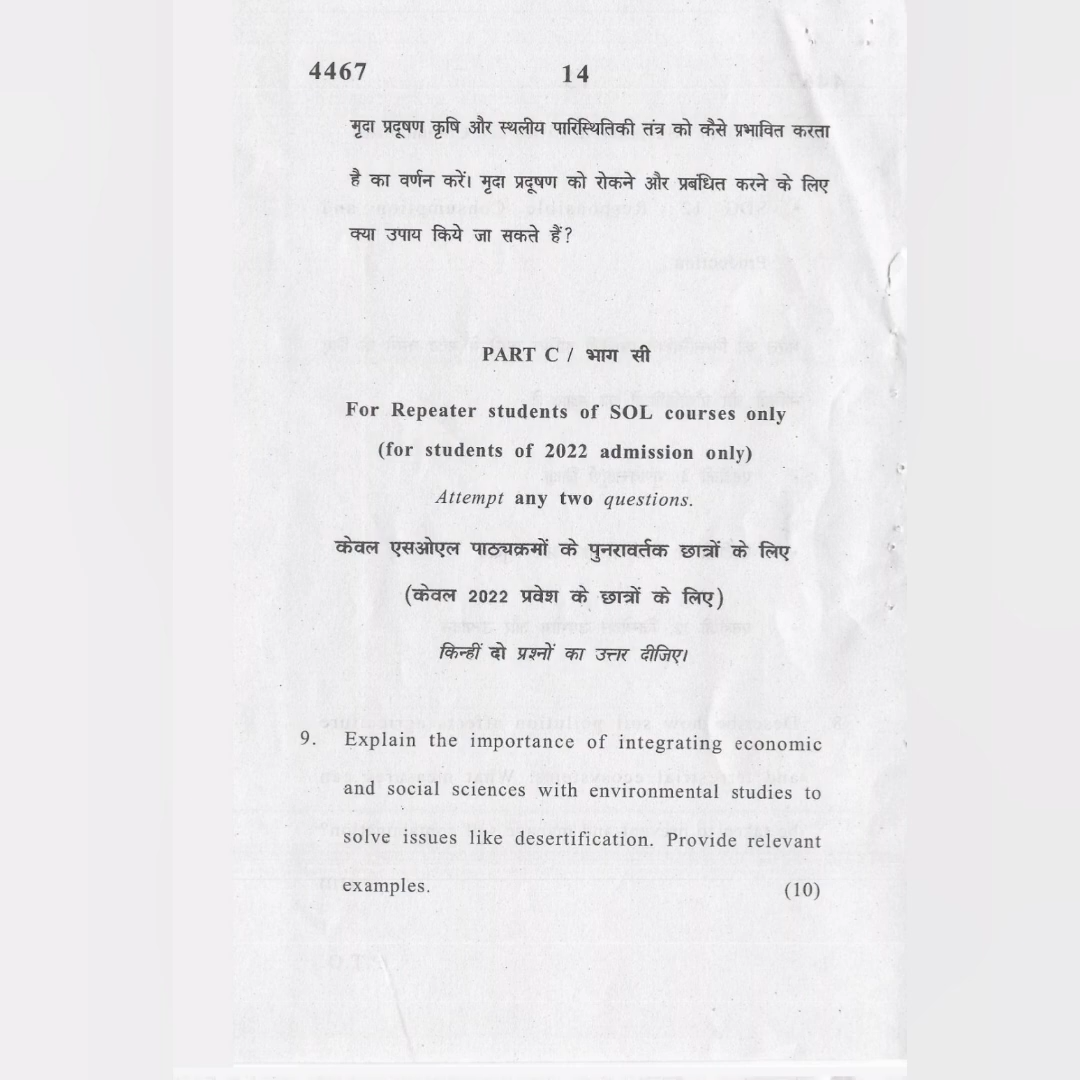 4467 14
मृदा प्रदूषण कृषि और स्थलीय पारिस्थितिकी तंत्र को कैसे प्रभावित करता
है का वर्णन करें। मृदा प्रदूषण को रोकने और प्रबंधित करने के लिए
क्या उपाय किये जा सकते हैं?
PART C / भाग सी
For Repeater students of SOL courses only
(for students of 2022 admission only)
Attempt any two questions.
केवल एसओएल पाठ्यक्रमों के पुनरावर्तक छात्रों के लिए
(केवल 2022 प्रवेश के छात्रों के लिए)
किन्हीं दो प्रश्नों का उत्तर दीजिए।
9. Explain the importance of integrating economic
and social sciences with environmental studies to
solve issues like desertification. Provide relevant
examples. (10)